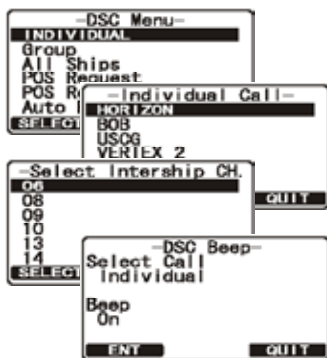 -DSC Menu-
INDIVIDUAL
Group
All Ships
POS Request
POS R
Auto
SELECT
-Individual Call-
HORIZON
BOB
USCG
VERTEX 2
QUIT
-Select Intership CH.
06
08
09
10
13
14
SELECT
-DSC Beep-
Select Call
Individual
Beep
On
ENT
QUIT